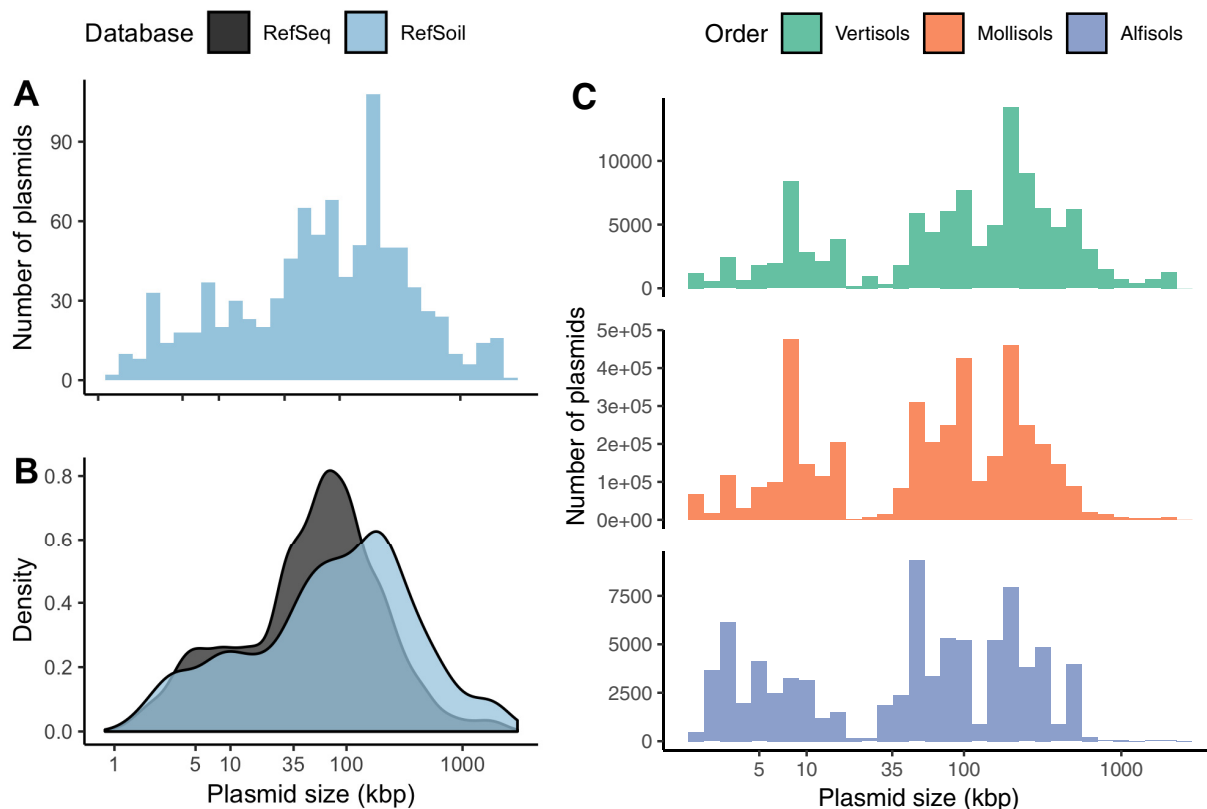 Database RefSeq RefSoil
Order Vertisols Mollisols Alfisols
A
Number of plasmids
90
60
30
0
B
Density
0.8
0.6
0.4
0.2
0.0
1 5 10 35 100 1000
Plasmid size (kbp)
C
Number of plasmids
10000
5000
0
5e+05
4e+05
3e+05
2e+05
1e+05
0e+00
7500
5000
2500
0
5 10 35 100 1000
Plasmid size (kbp)